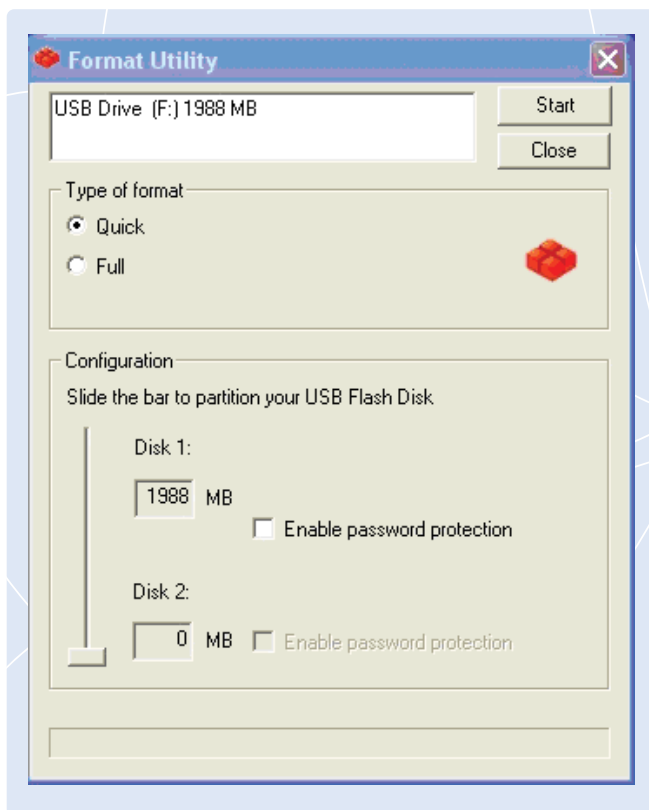 Format Utility
USB Drive (F:) 1988 MB
Start
Close
Type of format
Quick
Full
Configuration
Slide the bar to partition your USB Flash Disk
Disk 1:
1988 MB
Enable password protection
Disk 2:
0 MB Enable password protection